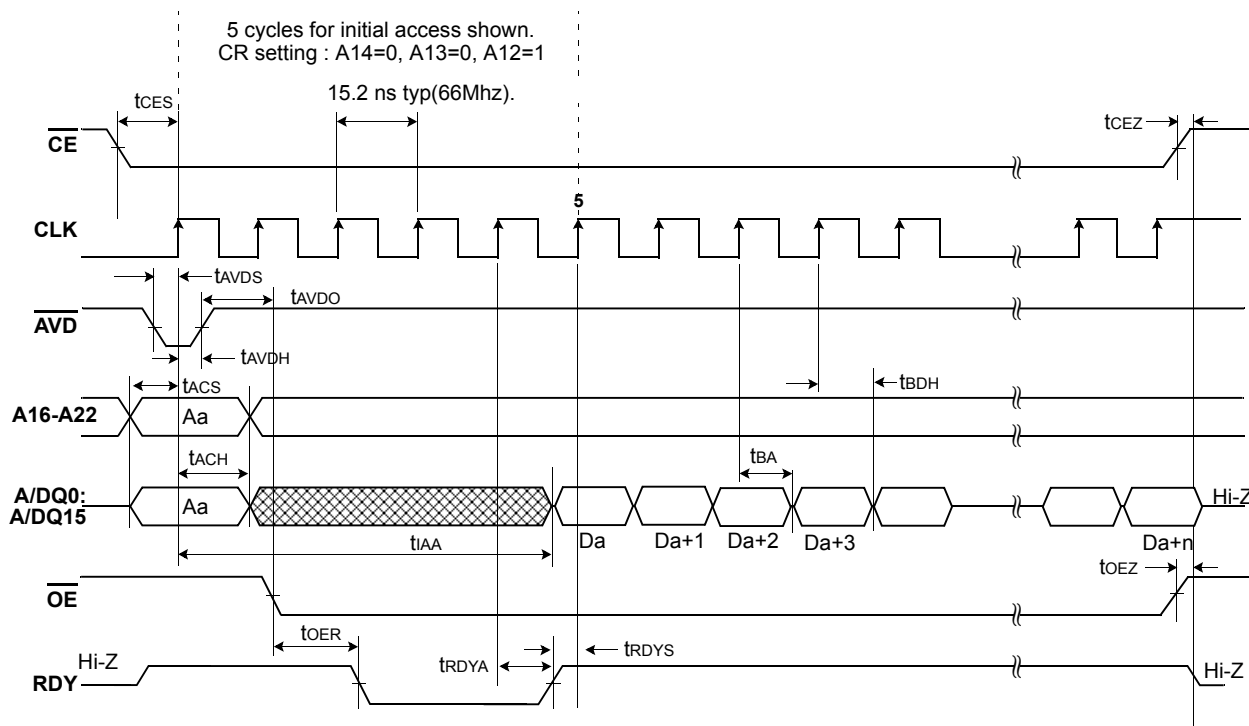 5 cycles for initial access shown.
CR setting : A14=0, A13=0, A12=1
15.2 ns typ(66Mhz).
tCES
tCEZ
CE
5
CLK
tAVDS
tAVDO
AVD
tAVDH
tACS
tBDH
A16-A22
Aa
tACH
tBA
A/DQ0:
A/DQ15
Aa
Hi-Z
tIAA
Da
Da+1
Da+2
Da+3
Da+n
tOEZ
OE
tOER
tRDYA
tRDYS
Hi-Z
Hi-Z
RDY